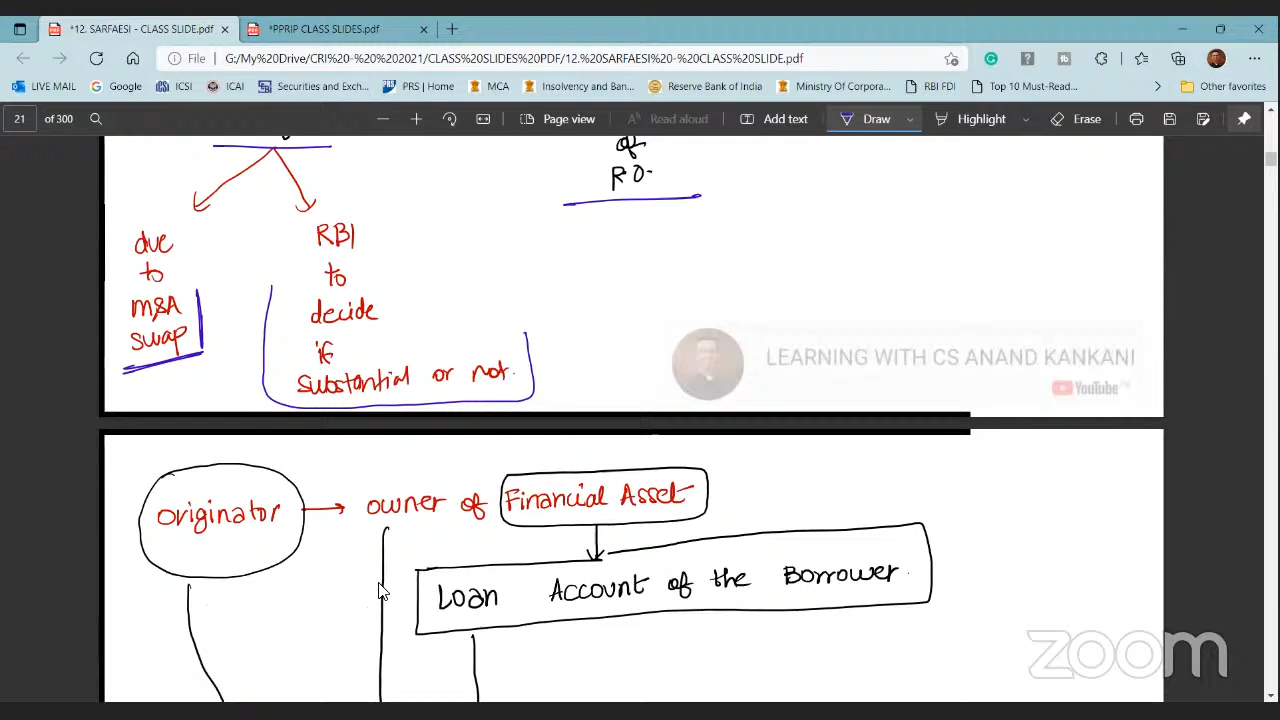 *12. SARFAESI - CLASS SLIDE.pdf
*PPRIP CLASS SLIDES.pdf
File
G:/My%20Drive/CRI%20-%20%202021/CLASS%20SLIDES%20PDF/12.%20SARFAESI%20-%20CLASS%20SLIDE.pdf
LIVE MAIL
Google
ICSI
ICAI
Securities and Exch...
PRS | Home
MCA
Insolvency and Ban...
Reserve Bank of India
Ministry Of Corpora...
RBI FDI
Top 10 Must-Read...
Other favorites
21 of 300
Page view
Read aloud
Add text
Draw
Highlight
Erase
of
R.O.
due
to
M&A
swap
RBI
to
decide
if
substantial or not.
LEARNING WITH CS ANAND KANKANI
YouTube
originator → owner of Financial Asset
Loan Account of the Borrower.
zoom